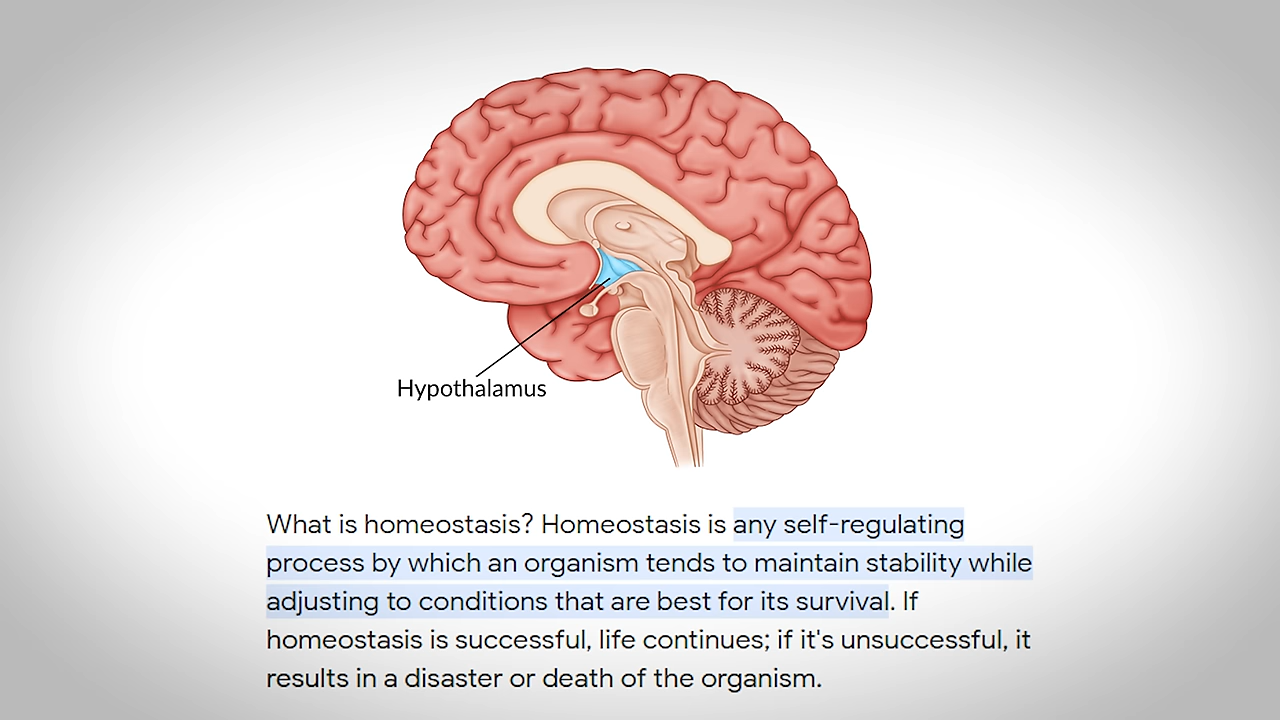 Hypothalamus
What is homeostasis? Homeostasis is any self-regulating
process by which an organism tends to maintain stability while
adjusting to conditions that are best for its survival. If
homeostasis is successful, life continues; if it's unsuccessful, it
results in a disaster or death of the organism.